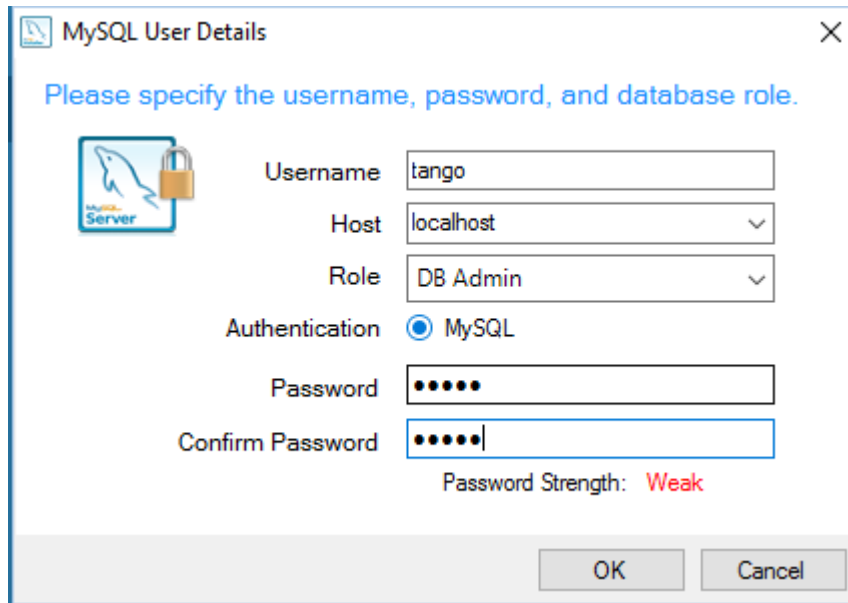 MySQL User Details
Please specify the username, password, and database role.
MySQL
Server
Username tango
Host localhost
Role DB Admin
Authentication MySQL
Password •••••
Confirm Password •••••
Password Strength: Weak
OK Cancel